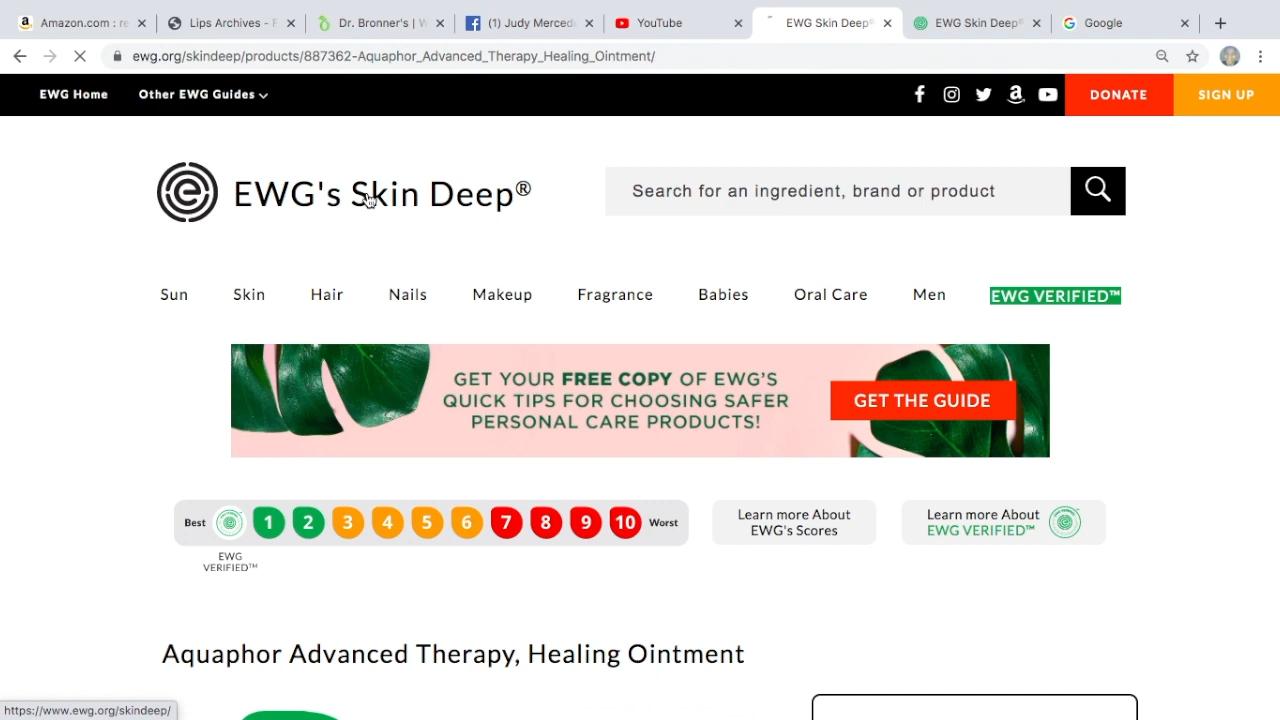 Amazon.com : re
Lips Archives - F
Dr. Bronner's | W
(1) Judy Merced
YouTube
EWG Skin Deep®
EWG Skin Deep®
Google
ewg.org/skindeep/products/887362-Aquaphor_Advanced_Therapy_Healing_Ointment/
EWG Home
Other EWG Guides
DONATE
SIGN UP
EWG's Skin Deep®
Search for an ingredient, brand or product
Sun
Skin
Hair
Nails
Makeup
Fragrance
Babies
Oral Care
Men
EWG VERIFIED™
GET YOUR FREE COPY OF EWG'S
QUICK TIPS FOR CHOOSING SAFER
PERSONAL CARE PRODUCTS!
GET THE GUIDE
Best
1
2
3
4
5
6
7
8
9
10
Worst
EWG
VERIFIED™
Learn more About
EWG's Scores
Learn more About
EWG VERIFIED™
Aquaphor Advanced Therapy, Healing Ointment
https://www.ewg.org/skindeep/